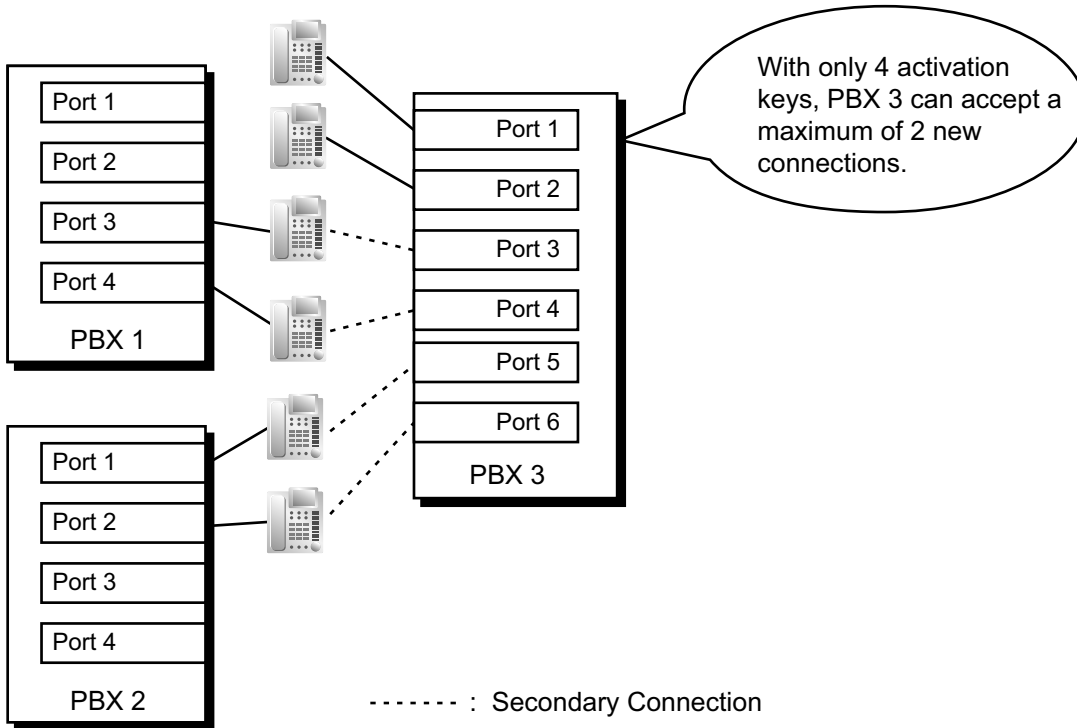 Port 1
Port 2
Port 3
Port 4
PBX 1
Port 1
Port 2
Port 3
Port 4
PBX 2
Port 1
Port 2
Port 3
Port 4
Port 5
Port 6
PBX 3
With only 4 activation
keys, PBX 3 can accept a
maximum of 2 new
connections.
: Secondary Connection